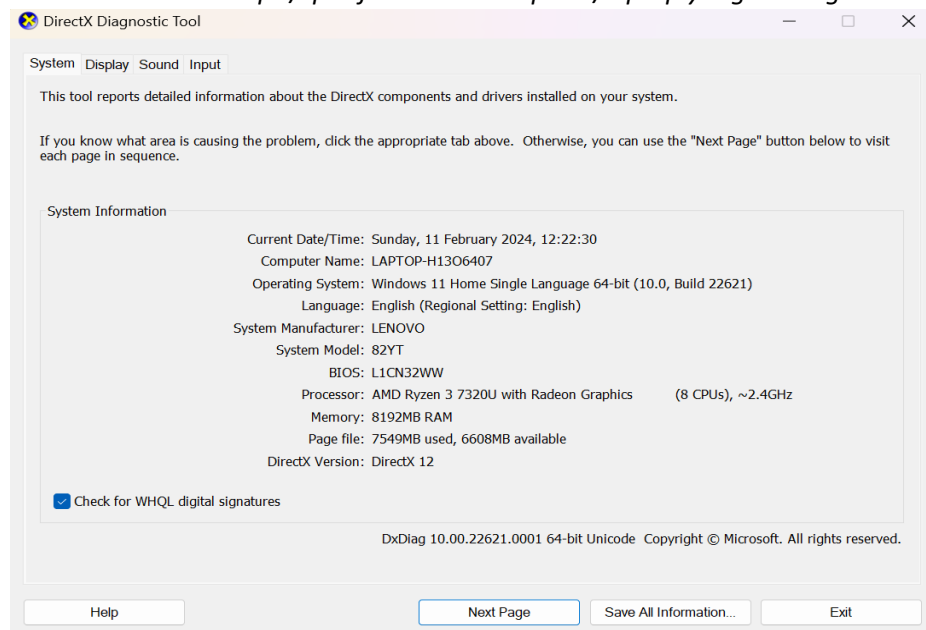 DirectX Diagnostic Tool
System Display Sound Input
This tool reports detailed information about the DirectX components and drivers installed on your system.
If you know what area is causing the problem, click the appropriate tab above. Otherwise, you can use the "Next Page" button below to visit
each page in sequence.
System Information
Current Date/Time: Sunday, 11 February 2024, 12:22:30
Computer Name: LAPTOP-H13O6407
Operating System: Windows 11 Home Single Language 64-bit (10.0, Build 22621)
Language: English (Regional Setting: English)
System Manufacturer: LENOVO
System Model: 82YT
BIOS: L1CN32WW
Processor: AMD Ryzen 3 7320U with Radeon Graphics (8 CPUs), ~2.4GHz
Memory: 8192MB RAM
Page file: 7549MB used, 6608MB available
DirectX Version: DirectX 12
Check for WHQL digital signatures
DxDiag 10.00.22621.0001 64-bit Unicode Copyright © Microsoft. All rights reserved.
Help Next Page Save All Information... Exit